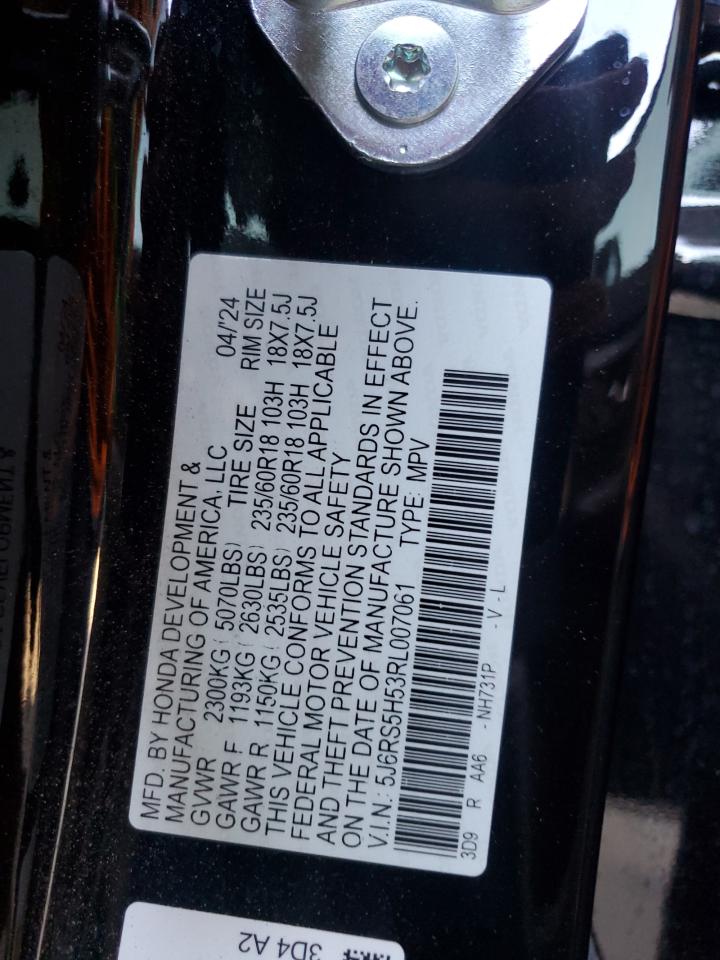 MFD. BY HONDA DEVELOPMENT &
MANUFACTURING OF AMERICA, LLC 04/'24
GVWR 2300KG ( 5070LBS) TIRE SIZE RIM SIZE
GAWR F 1193KG ( 2630LBS) 235/60R18 103H 18X7.5J
GAWR R 1150KG ( 2535LBS) 235/60R18 103H 18X7.5J
THIS VEHICLE CONFORMS TO ALL APPLICABLE
FEDERAL MOTOR VEHICLE SAFETY
AND THEFT PREVENTION STANDARDS IN EFFECT
ON THE DATE OF MANUFACTURE SHOWN ABOVE.
V.I.N.: 5J6RS5H53RL007061 TYPE: MPV
3D9 R AA6 - NH731P - V - L
3D4 A2